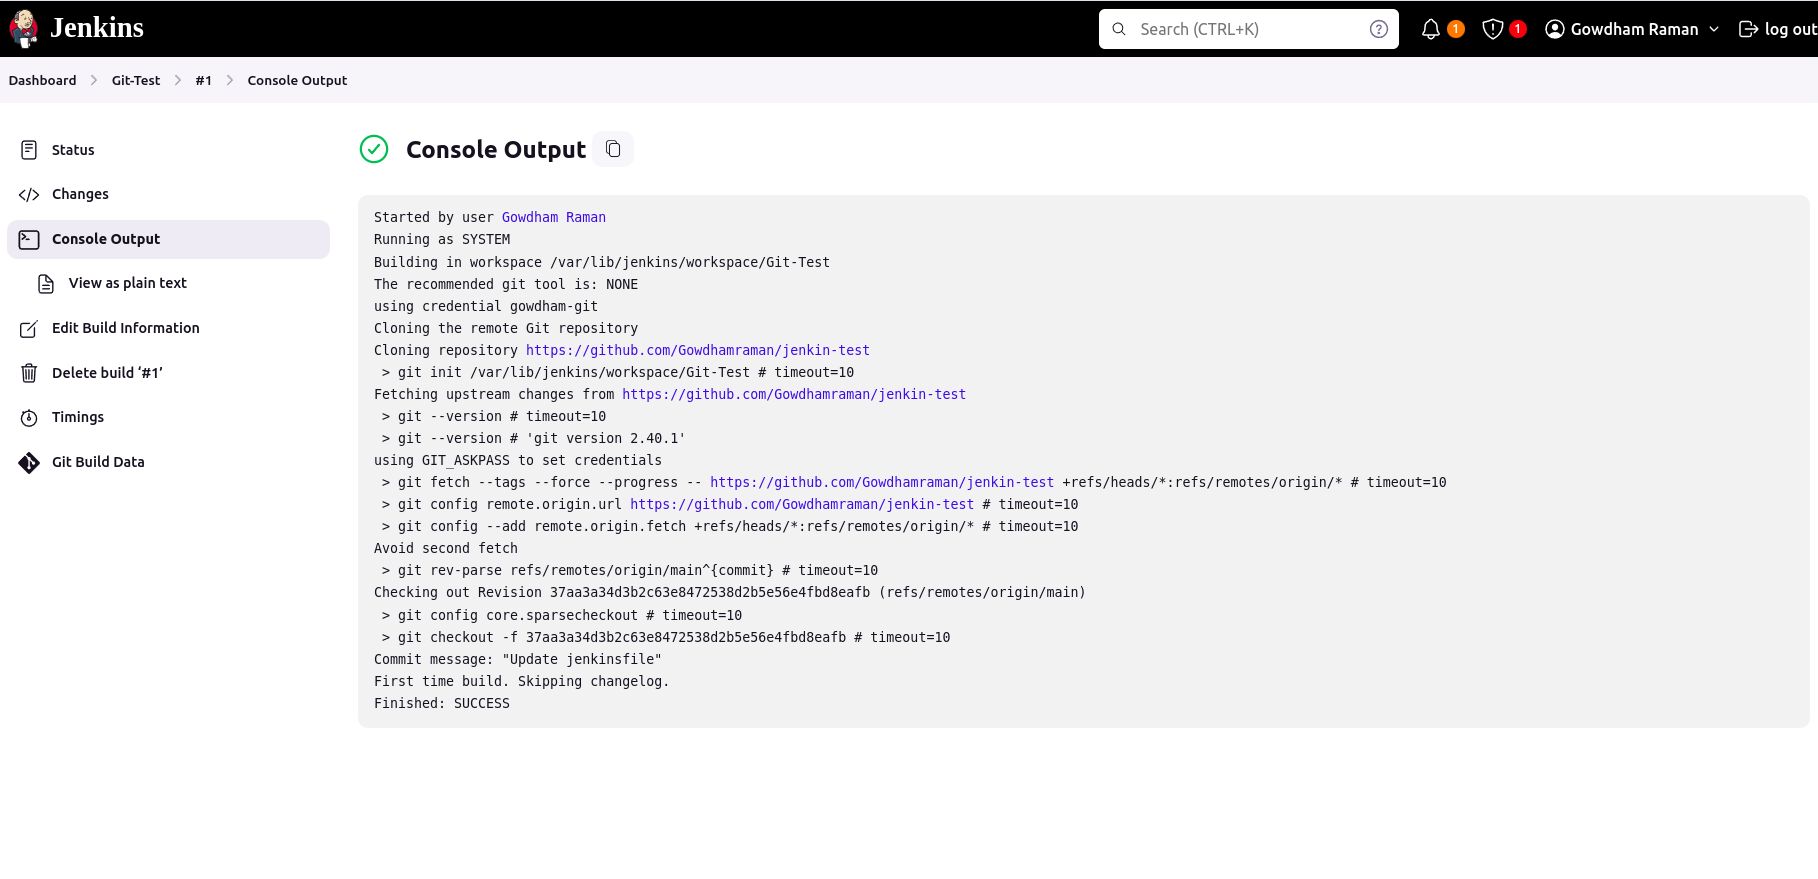 Jenkins
Search (CTRL+K)
1
1
Gowdham Raman
log out
Dashboard > Git-Test > #1 > Console Output
Status
Changes
Console Output
View as plain text
Edit Build Information
Delete build ‘#1’
Timings
Git Build Data
Console Output
Started by user Gowdham Raman
Running as SYSTEM
Building in workspace /var/lib/jenkins/workspace/Git-Test
The recommended git tool is: NONE
using credential gowdham-git
Cloning the remote Git repository
Cloning repository https://github.com/Gowdhamraman/jenkin-test
 > git init /var/lib/jenkins/workspace/Git-Test # timeout=10
Fetching upstream changes from https://github.com/Gowdhamraman/jenkin-test
 > git --version # timeout=10
 > git --version # 'git version 2.40.1'
using GIT_ASKPASS to set credentials
 > git fetch --tags --force --progress -- https://github.com/Gowdhamraman/jenkin-test +refs/heads/*:refs/remotes/origin/* # timeout=10
 > git config remote.origin.url https://github.com/Gowdhamraman/jenkin-test # timeout=10
 > git config --add remote.origin.fetch +refs/heads/*:refs/remotes/origin/* # timeout=10
Avoid second fetch
 > git rev-parse refs/remotes/origin/main^{commit} # timeout=10
Checking out Revision 37aa3a34d3b2c63e8472538d2b5e56e4fbd8eafb (refs/remotes/origin/main)
 > git config core.sparsecheckout # timeout=10
 > git checkout -f 37aa3a34d3b2c63e8472538d2b5e56e4fbd8eafb # timeout=10
Commit message: "Update jenkinsfile"
First time build. Skipping changelog.
Finished: SUCCESS